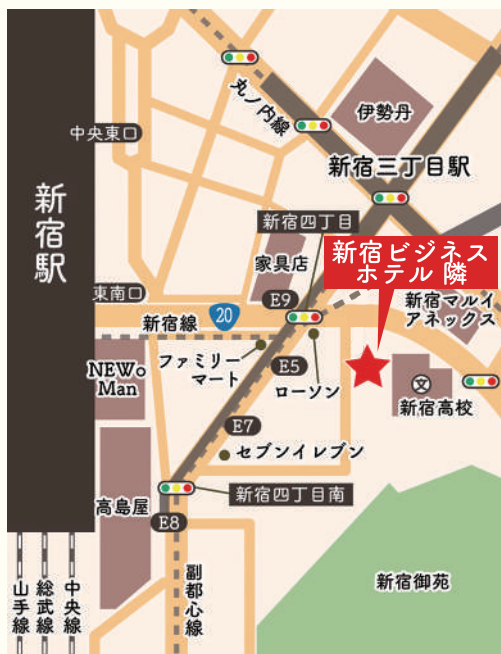 丸ノ内線
伊勢丹
中央東口
新宿三丁目駅
新宿駅
新宿四丁目
新宿ビジネス
ホテル 隣
家具店
東南口
E9
新宿マルイ
アネックス
20
新宿線
ファミリー
マート
E5
ローソン
NEWo
Man
文
新宿高校
E7
セブンイレブン
高島屋
新宿四丁目南
E8
副都心線
新宿御苑
山手線
総武線
中央線